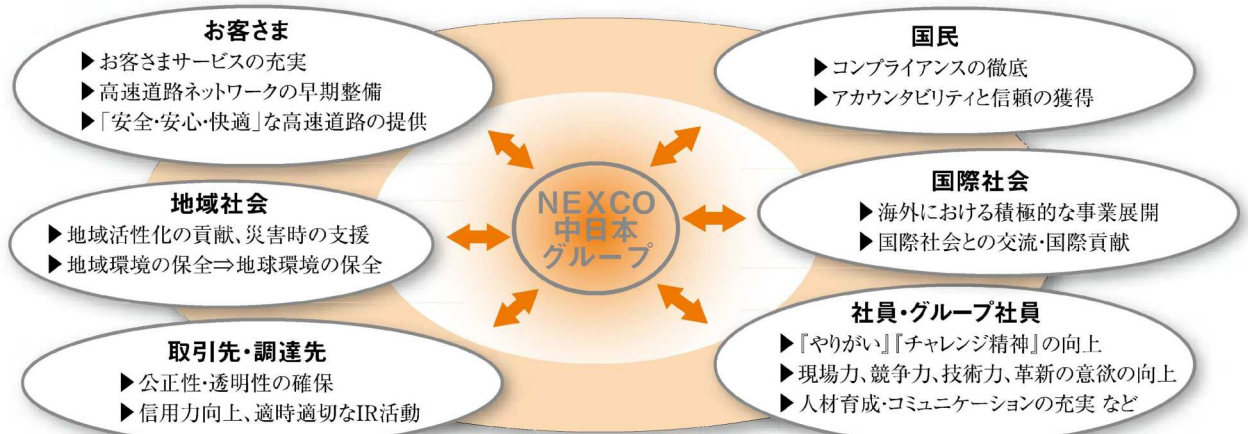 お客さま
▶お客さまサービスの充実
▶高速道路ネットワークの早期整備
▶「安全・安心・快適」な高速道路の提供
国民
▶コンプライアンスの徹底
▶アカウンタビリティと信頼の獲得
地域社会
▶地域活性化の貢献、災害時の支援
▶地域環境の保全⇒地球環境の保全
NEXCO
中日本
グループ
国際社会
▶海外における積極的な事業展開
▶国際社会との交流・国際貢献
取引先・調達先
▶公正性・透明性の確保
▶信用力向上、適時適切なIR活動
社員・グループ社員
▶『やりがい』『チャレンジ精神』の向上
▶現場力、競争力、技術力、革新の意欲の向上
▶人材育成・コミュニケーションの充実 など